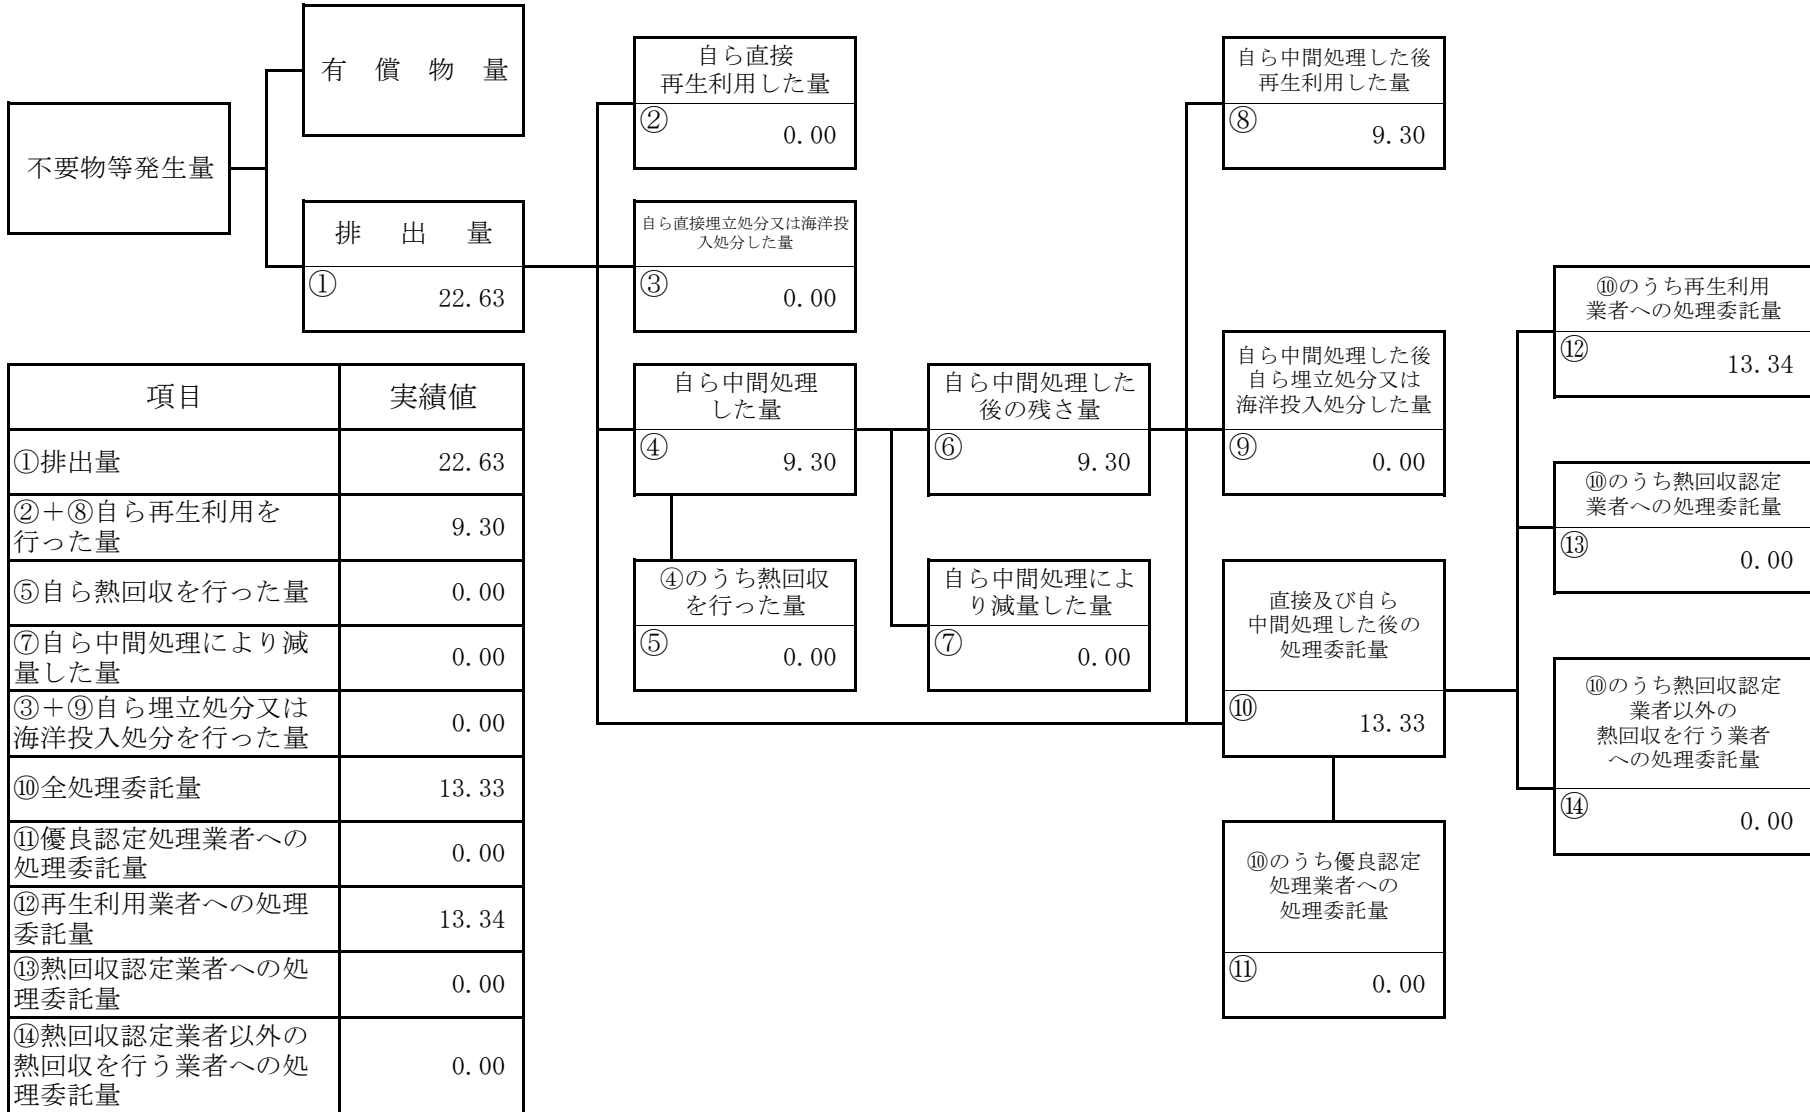 有償物量
不要物等発生量
排出量
①
22.63
自ら直接
再生利用した量
②
0.00
自ら直接埋立処分又は海洋投
入処分した量
③
0.00
自ら中間処理
した量
④
9.30
④のうち熱回収
を行った量
⑤
0.00
自ら中間処理した
後の残さ量
⑥
9.30
自ら中間処理によ
り減量した量
⑦
0.00
自ら中間処理した後
再生利用した量
⑧
9.30
自ら中間処理した後
自ら埋立処分又は
海洋投入処分した量
⑨
0.00
直接及び自ら
中間処理した後の
処理委託量
⑩
13.33
⑩のうち優良認定
処理業者への
処理委託量
⑪
0.00
⑩のうち再生利用
業者への処理委託量
⑫
13.34
⑩のうち熱回収認定
業者への処理委託量
⑬
0.00
⑩のうち熱回収認定
業者以外の
熱回収を行う業者
への処理委託量
⑭
0.00
項目 実績値
①排出量 22.63
②+⑧自ら再生利用を
行った量 9.30
⑤自ら熱回収を行った量 0.00
⑦自ら中間処理により減
量した量 0.00
③+⑨自ら埋立処分又は
海洋投入処分を行った量 0.00
⑩全処理委託量 13.33
⑪優良認定処理業者への
処理委託量 0.00
⑫再生利用業者への処理
委託量 13.34
⑬熱回収認定業者への処
理委託量 0.00
⑭熱回収認定業者以外の
熱回収を行う業者への処
理委託量 0.00